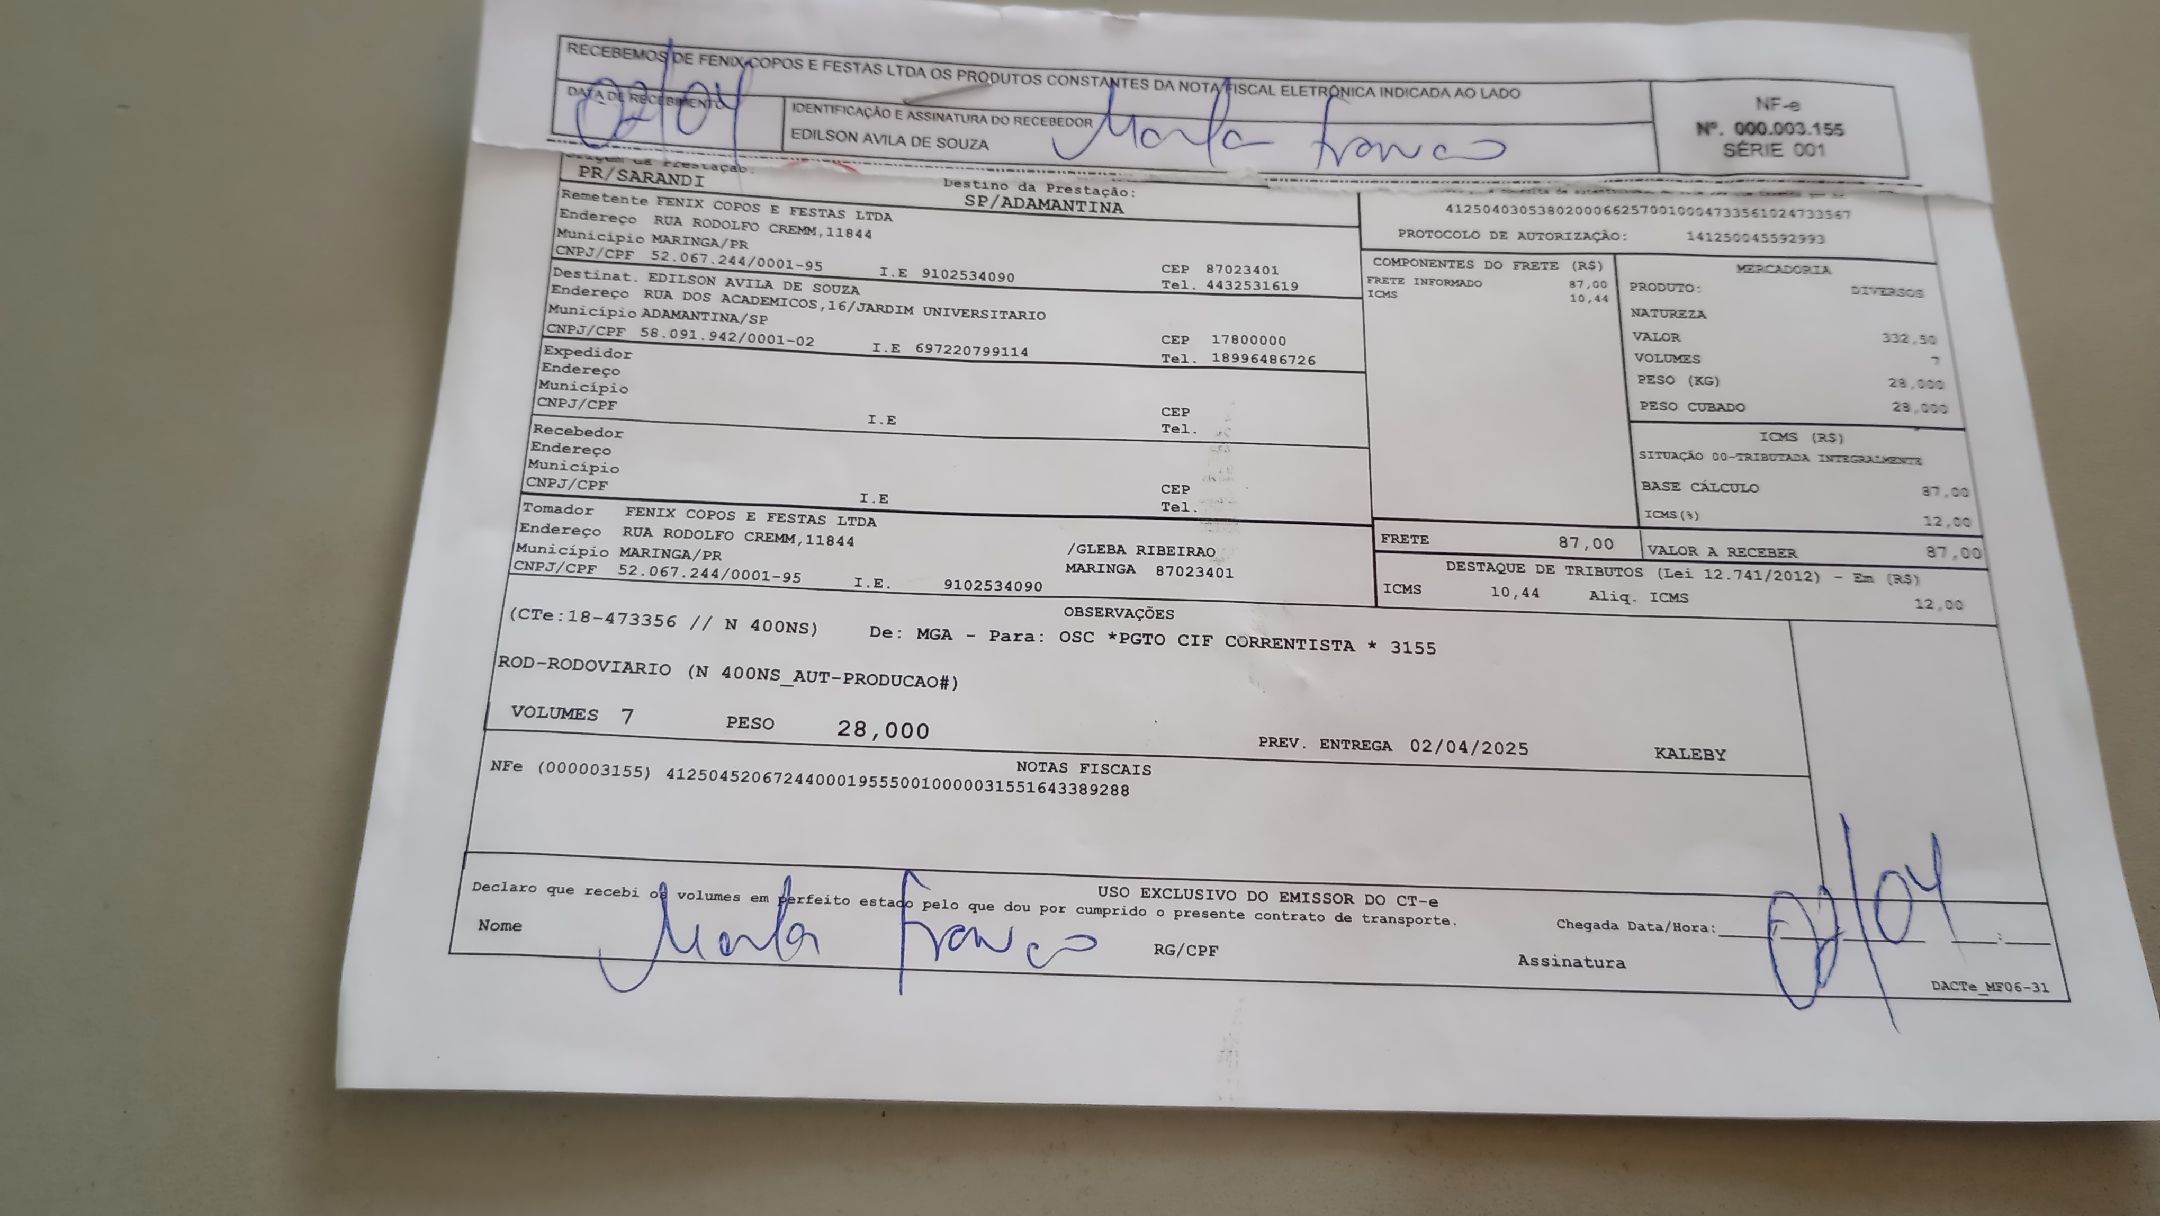 RECEBEMOS DE FENIX COPOS E FESTAS LTDA OS PRODUTOS CONSTANTES DA NOTA FISCAL ELETRÔNICA INDICADA AO LADO
DATA DE RECEBIMENTO
02/04
IDENTIFICAÇÃO E ASSINATURA DO RECEBEDOR
EDILSON AVILA DE SOUZA
Marta Franco
NF-e
Nº. 000.003.155
SÉRIE 001
Origem da Prestação:
PR/SARANDI
Destino da Prestação:
SP/ADAMANTINA
Remetente FENIX COPOS E FESTAS LTDA
Endereço RUA RODOLFO CREMM,11844
Município MARINGA/PR
CEP 87023401
CNPJ/CPF 52.067.244/0001-95 I.E 9102534090 Tel. 4432531619
Destinat. EDILSON AVILA DE SOUZA
Endereço RUA DOS ACADEMICOS,16/JARDIM UNIVERSITARIO
Município ADAMANTINA/SP CEP 17800000
CNPJ/CPF 58.091.942/0001-02 I.E 697220799114 Tel. 18996486726
Expedidor
Endereço
Município CEP
CNPJ/CPF I.E Tel.
Recebedor
Endereço
Município CEP
CNPJ/CPF I.E Tel.
Tomador FENIX COPOS E FESTAS LTDA
Endereço RUA RODOLFO CREMM,11844 /GLEBA RIBEIRAO
Município MARINGA/PR MARINGA 87023401
CNPJ/CPF 52.067.244/0001-95 I.E. 9102534090
41250403053802000662570010004733561024733567
PROTOCOLO DE AUTORIZAÇÃO: 141250045592993
COMPONENTES DO FRETE (R$)
FRETE INFORMADO 87,00
ICMS 10,44
MERCADORIA
PRODUTO: DIVERSOS
NATUREZA
VALOR 332,50
VOLUMES 7
PESO (KG) 28,000
PESO CUBADO 28,000
ICMS (R$)
SITUAÇÃO 00-TRIBUTADA INTEGRALMENTE
BASE CÁLCULO 87,00
ICMS(%) 12,00
FRETE 87,00 VALOR A RECEBER 87,00
DESTAQUE DE TRIBUTOS (Lei 12.741/2012) - Em (R$)
ICMS 10,44 Aliq. ICMS 12,00
OBSERVAÇÕES
(CTe:18-473356 // N 400NS) De: MGA - Para: OSC *PGTO CIF CORRENTISTA * 3155
ROD-RODOVIARIO (N 400NS_AUT-PRODUCAO#)
VOLUMES 7 PESO 28,000 PREV. ENTREGA 02/04/2025 KALEBY
NOTAS FISCAIS
NFe (000003155) 41250452067244000195550010000031551643389288
USO EXCLUSIVO DO EMISSOR DO CT-e
Declaro que recebi os volumes em perfeito estado pelo que dou por cumprido o presente contrato de transporte.
Nome Marta Franco RG/CPF
Chegada Data/Hora: 02/04 __:__
Assinatura
DACTe_MF06-31